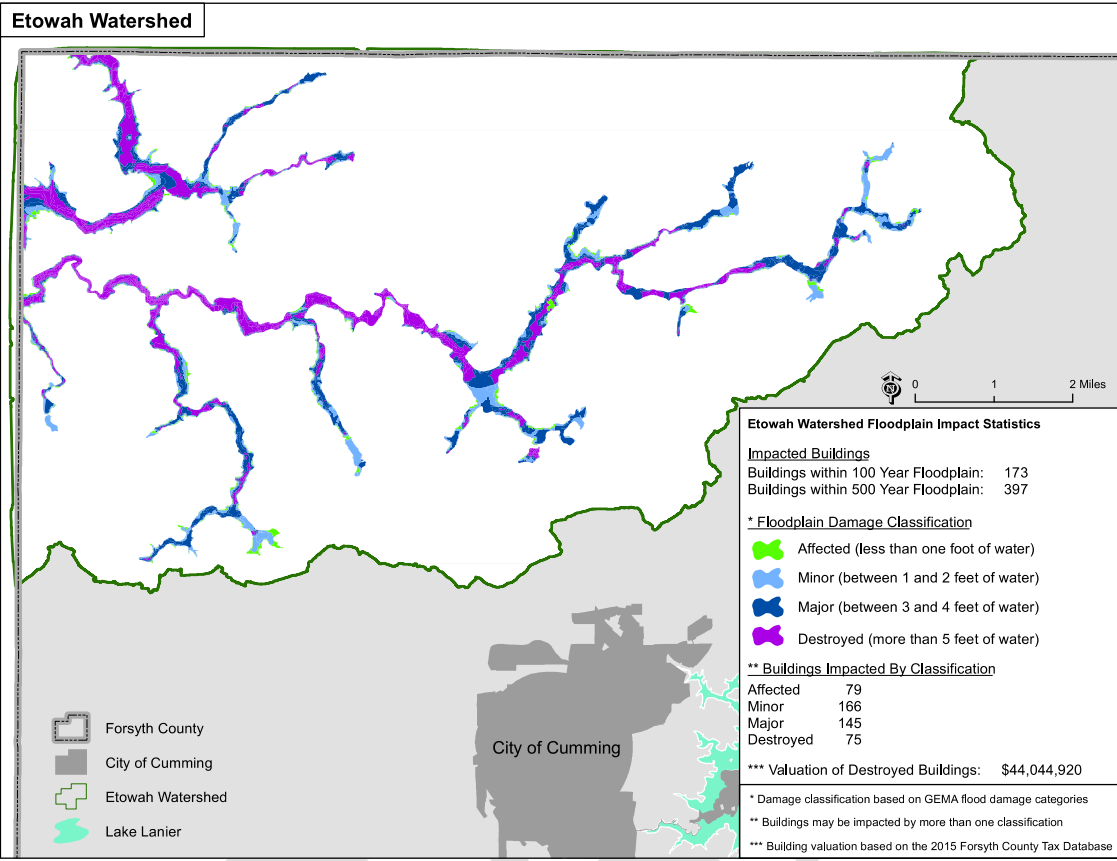 Etowah Watershed
N
0 1 2 Miles
Etowah Watershed Floodplain Impact Statistics
Impacted Buildings
Buildings within 100 Year Floodplain: 173
Buildings within 500 Year Floodplain: 397
* Floodplain Damage Classification
Affected (less than one foot of water)
Minor (between 1 and 2 feet of water)
Major (between 3 and 4 feet of water)
Destroyed (more than 5 feet of water)
** Buildings Impacted By Classification
Affected 79
Minor 166
Major 145
Destroyed 75
*** Valuation of Destroyed Buildings: $44,044,920
* Damage classification based on GEMA flood damage categories
** Buildings may be impacted by more than one classification
*** Building valuation based on the 2015 Forsyth County Tax Database
Forsyth County
City of Cumming
Etowah Watershed
Lake Lanier
City of Cumming